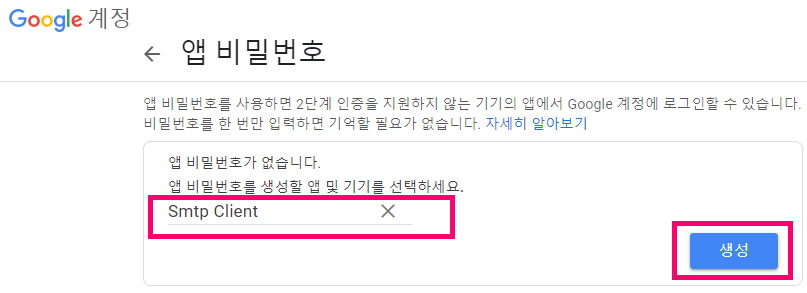 Google 계정
앱 비밀번호
앱 비밀번호를 사용하면 2단계 인증을 지원하지 않는 기기의 앱에서 Google 계정에 로그인할 수 있습니다.
비밀번호를 한 번만 입력하면 기억할 필요가 없습니다. 자세히 알아보기
앱 비밀번호가 없습니다.
앱 비밀번호를 생성할 앱 및 기기를 선택하세요.
Smtp Client
생성